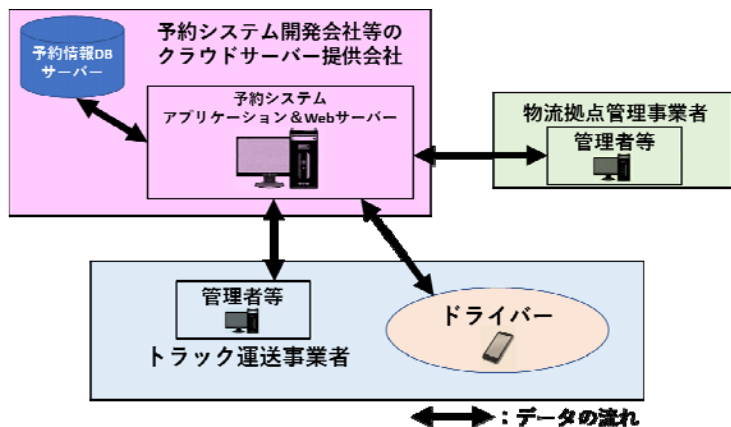 予約システム開発会社等の
クラウドサーバー提供会社
予約情報DB
サーバー
予約システム
アプリケーション＆Webサーバー
物流拠点管理事業者
管理者等
管理者等
トラック運送事業者
ドライバー
：データの流れ